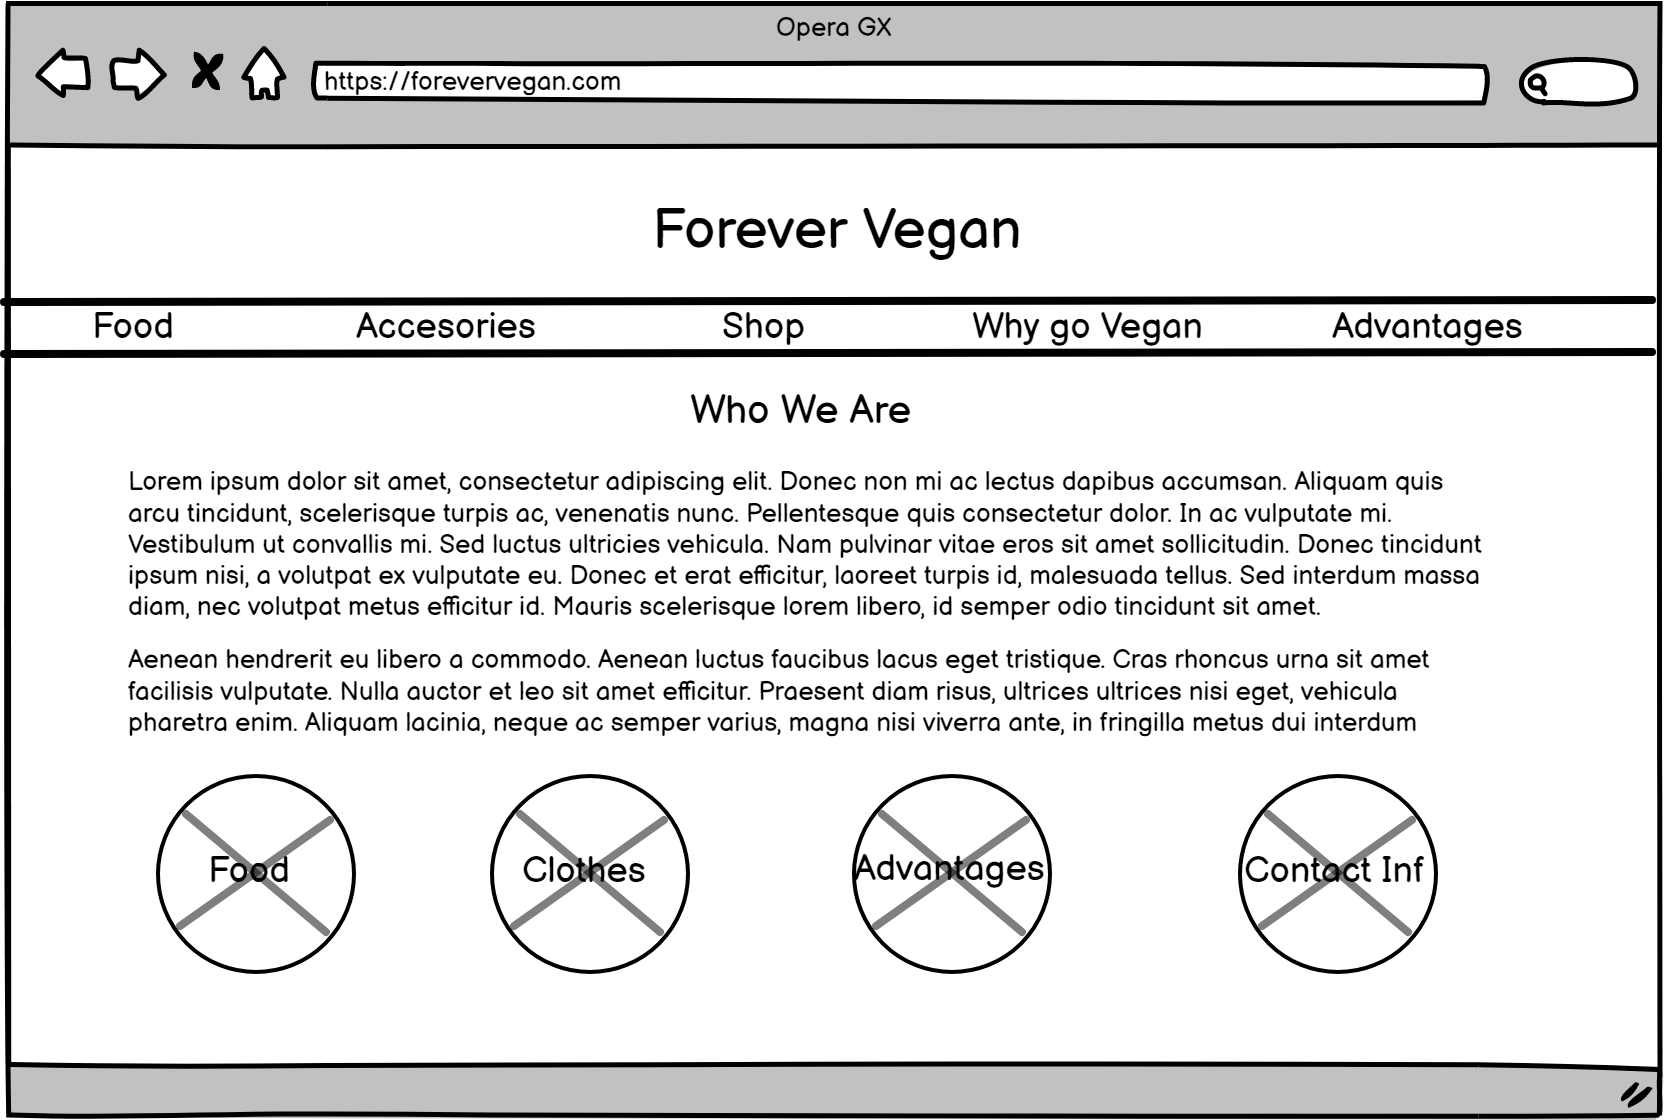 Opera GX
https://forevervegan.com
Forever Vegan
Food Accesories Shop Why go Vegan Advantages
Who We Are
Lorem ipsum dolor sit amet, consectetur adipiscing elit. Donec non mi ac lectus dapibus accumsan. Aliquam quis
arcu tincidunt, scelerisque turpis ac, venenatis nunc. Pellentesque quis consectetur dolor. In ac vulputate mi.
Vestibulum ut convallis mi. Sed luctus ultricies vehicula. Nam pulvinar vitae eros sit amet sollicitudin. Donec tincidunt
ipsum nisi, a volutpat ex vulputate eu. Donec et erat efficitur, laoreet turpis id, malesuada tellus. Sed interdum massa
diam, nec volutpat metus efficitur id. Mauris scelerisque lorem libero, id semper odio tincidunt sit amet.
Aenean hendrerit eu libero a commodo. Aenean luctus faucibus lacus eget tristique. Cras rhoncus urna sit amet
facilisis vulputate. Nulla auctor et leo sit amet efficitur. Praesent diam risus, ultrices ultrices nisi eget, vehicula
pharetra enim. Aliquam lacinia, neque ac semper varius, magna nisi viverra ante, in fringilla metus dui interdum
Food Clothes Advantages Contact Inf